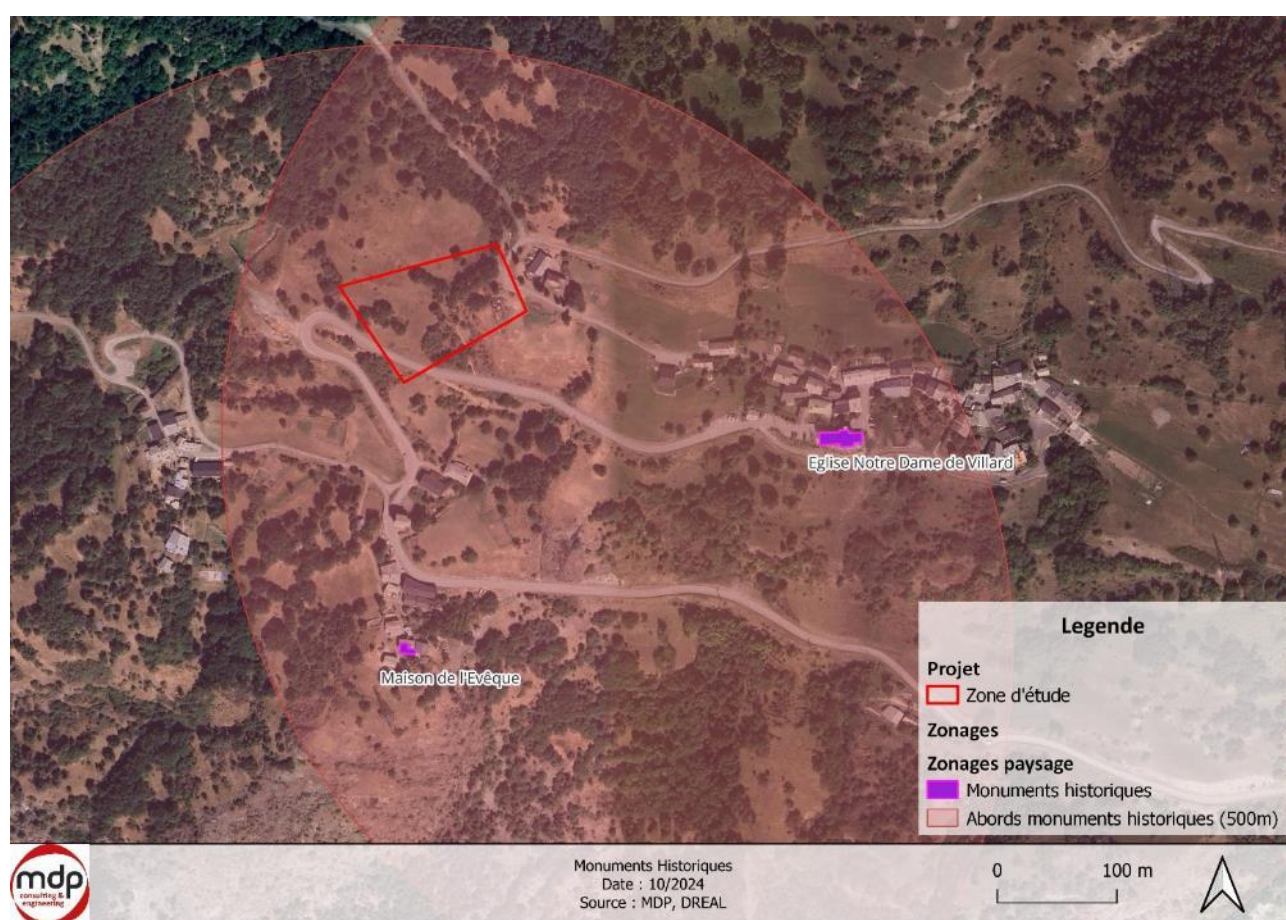 Eglise Notre Dame de Villard
Maison de l'Evêque
Legende
Projet
Zone d'étude
Zonages
Zonages paysage
Monuments historiques
Abords monuments historiques (500m)
mdp
consulting &
engineering
Monuments Historiques
Date : 10/2024
Source : MDP, DREAL
0 100 m